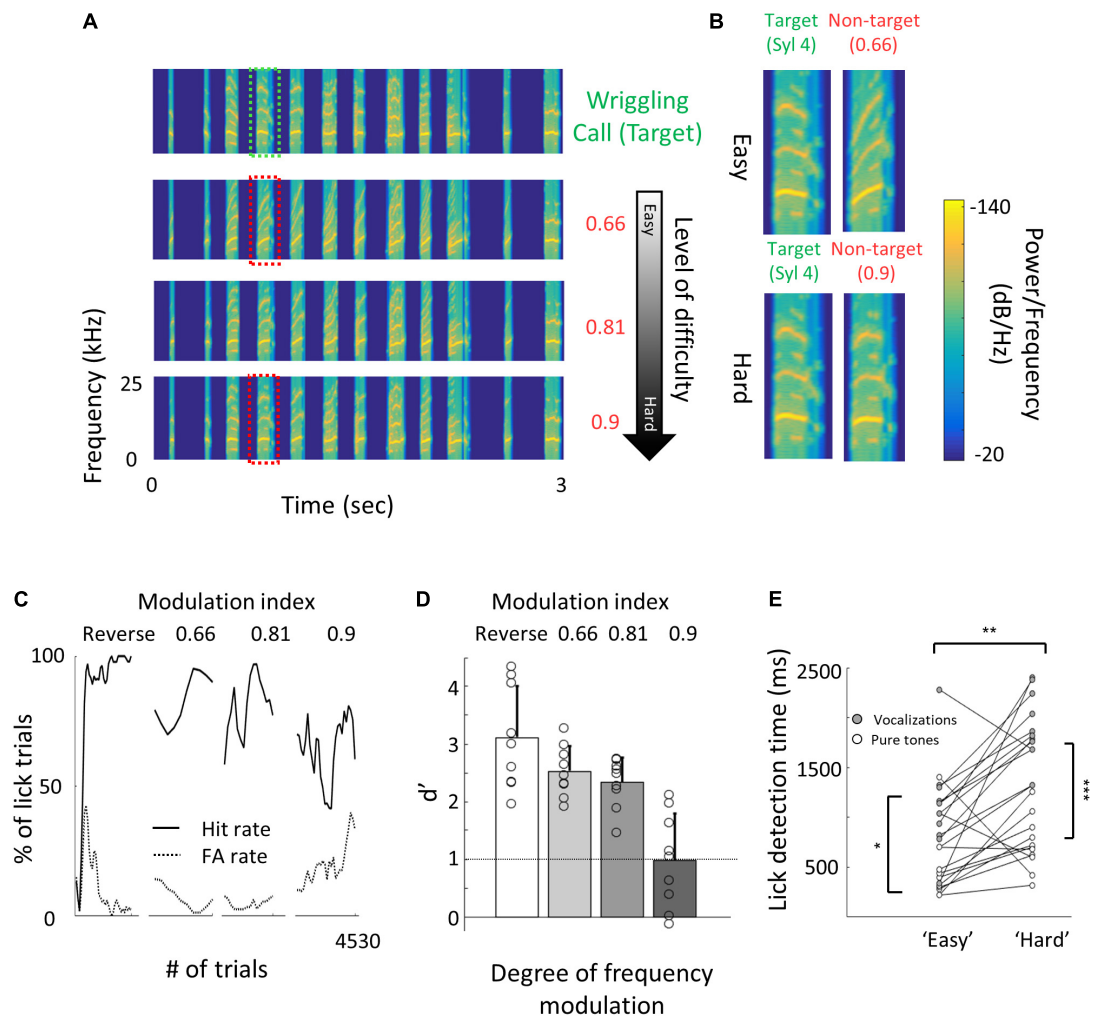 A
Wriggling
Call (Target)
0.66
0.81
0.9
Easy
Hard
Level of difficulty
Frequency (kHz)
25
0
0
3
Time (sec)
B
Target
(Syl 4)
Non-target
(0.66)
Easy
Target
(Syl 4)
Non-target
(0.9)
Hard
-140
-20
Power/Frequency
(dB/Hz)
C
Modulation index
Reverse 0.66 0.81 0.9
100
50
0
% of lick trials
Hit rate
FA rate
4530
# of trials
D
Modulation index
Reverse 0.66 0.81 0.9
4
3
2
1
0
d'
Degree of frequency
modulation
E
**
2500
1500
500
Lick detection time (ms)
Vocalizations
Pure tones
*
***
'Easy'
'Hard'